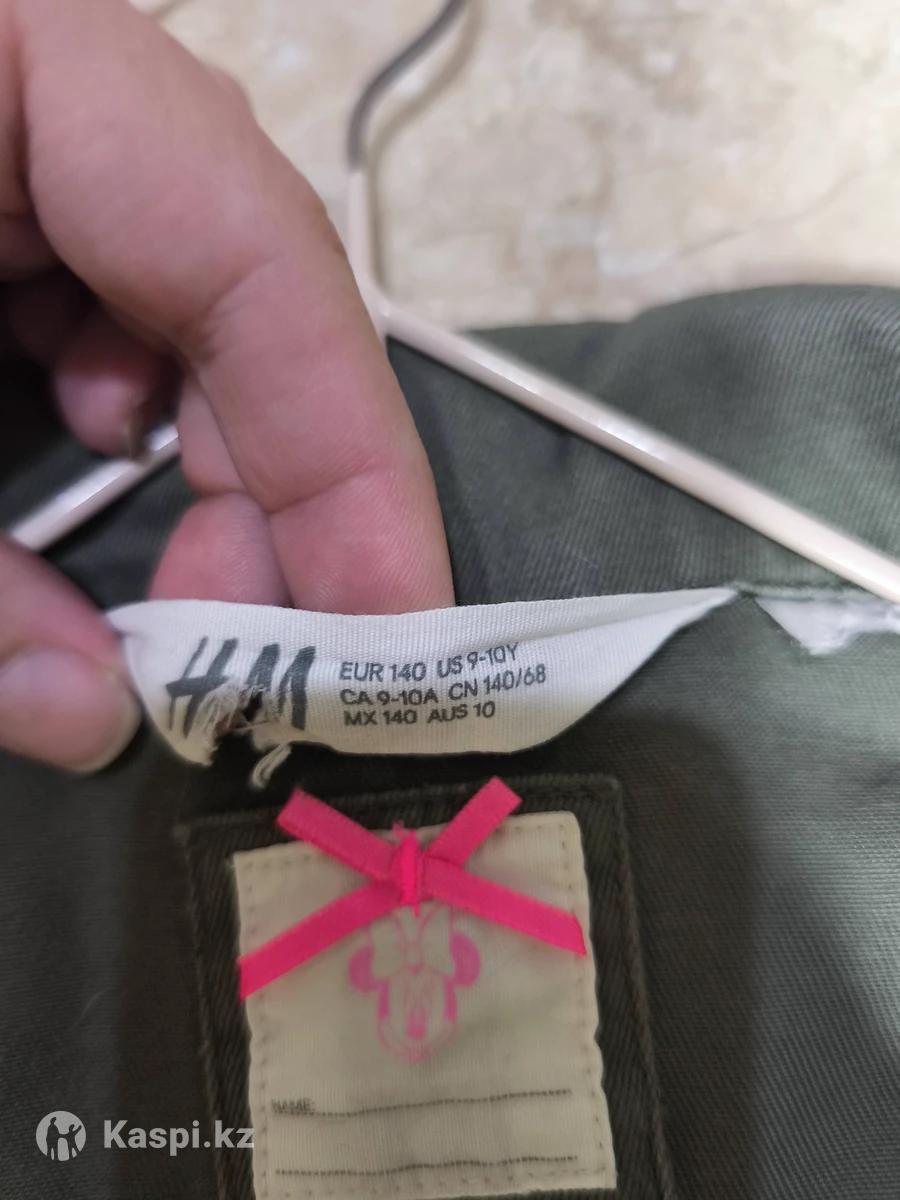 H&M
EUR 140 US 9-10Y
CA 9-10A CN 140/68
MX 140 AUS 10
NAME:
Kaspi.kz